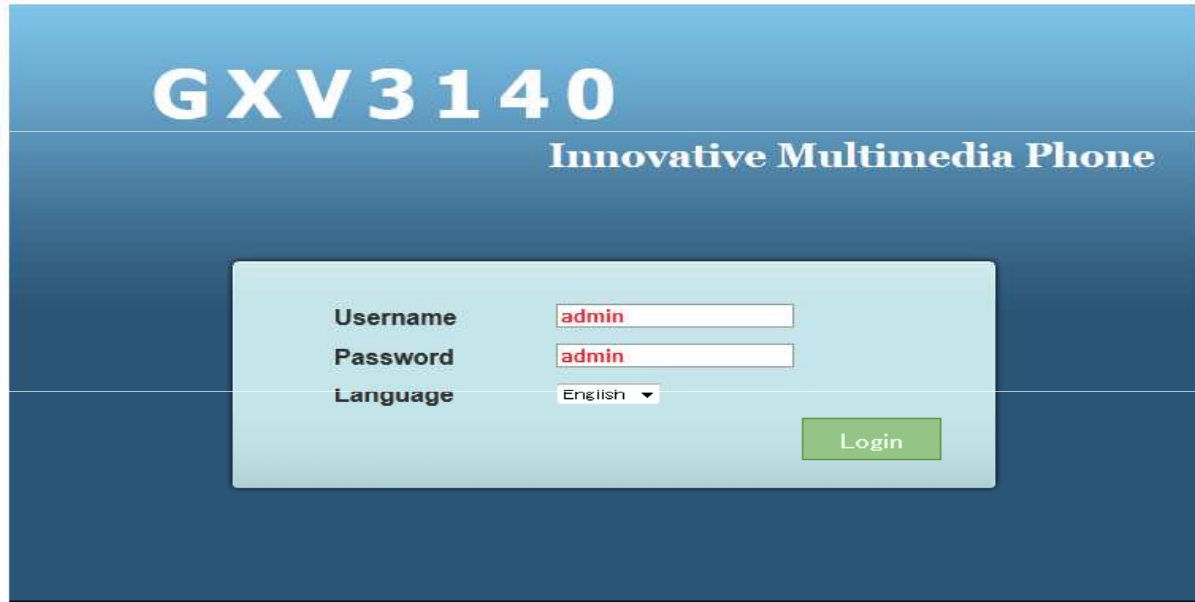 GXV3140
Innovative Multimedia Phone
Username admin
Password admin
Language English
Login